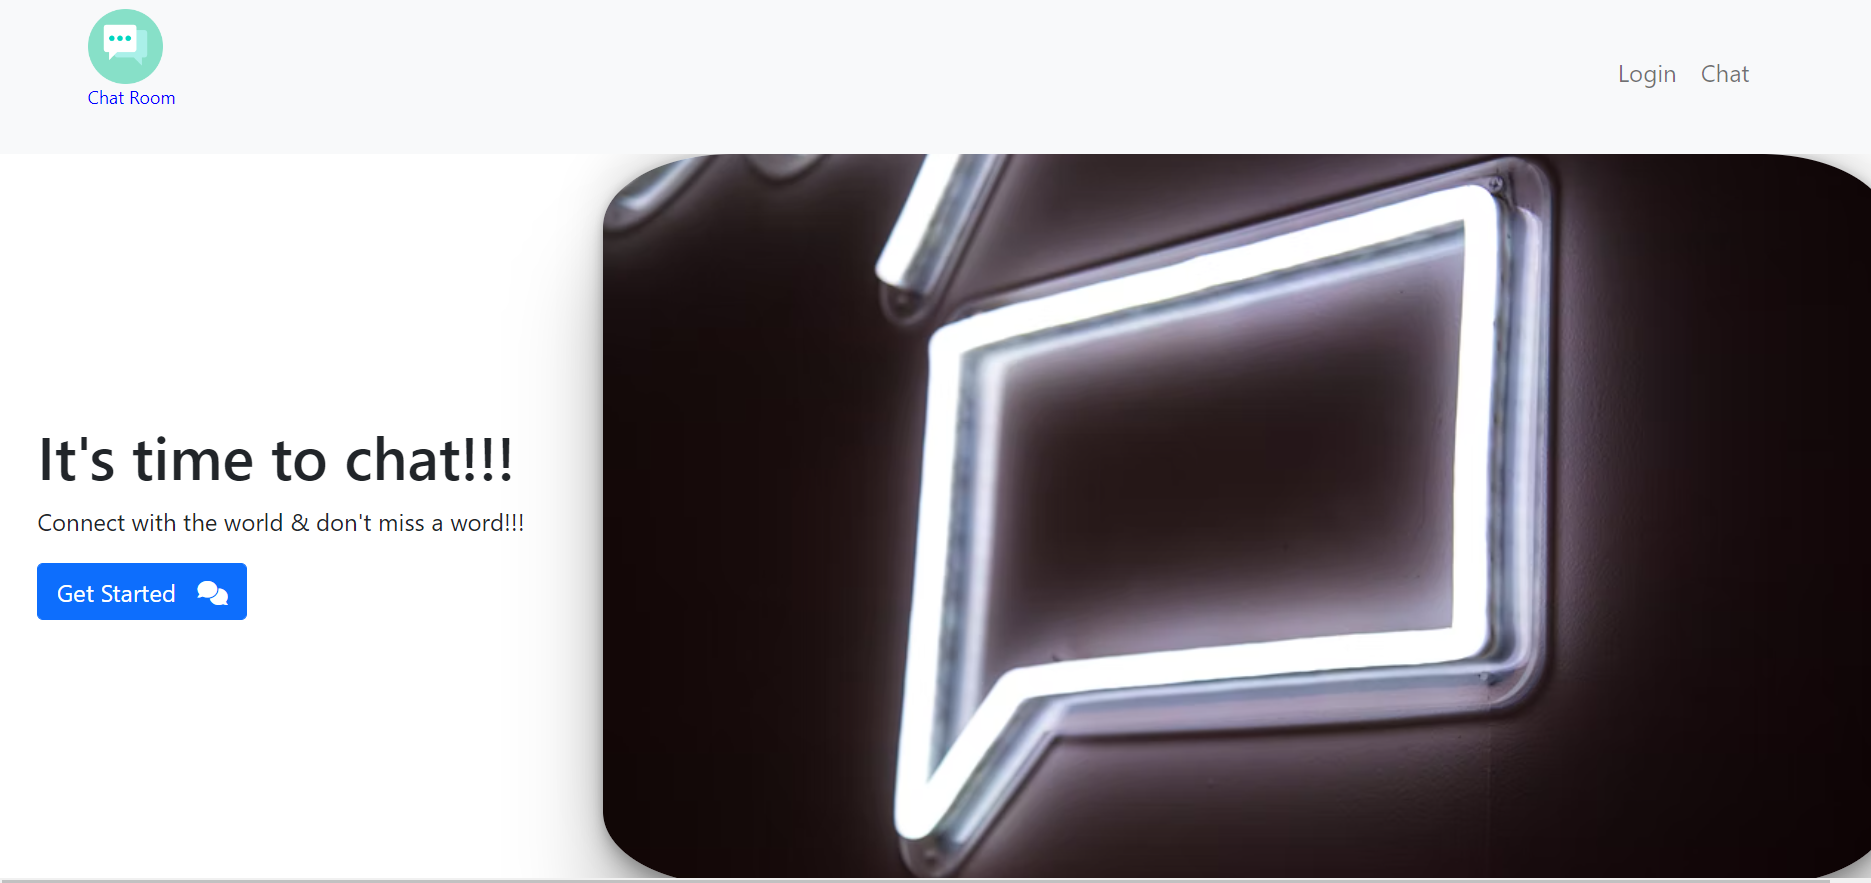 Chat Room
Login Chat
It's time to chat!!!
Connect with the world & don't miss a word!!!
Get Started